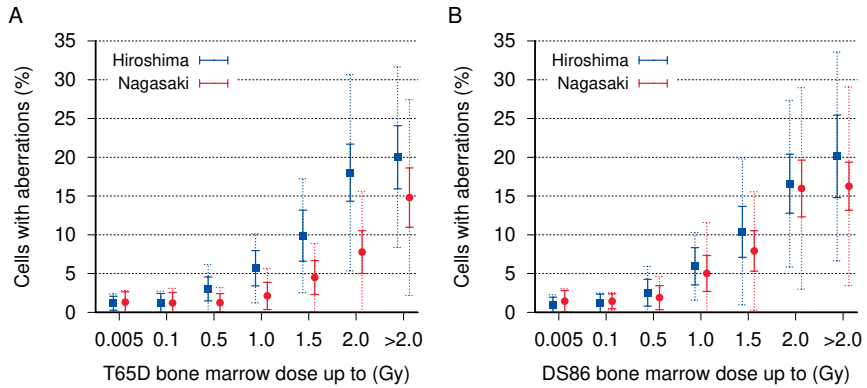 A
Cells with aberrations (%)
35
30
25
20
15
10
5
0
Hiroshima
Nagasaki
0.005 0.1 0.5 1.0 1.5 2.0 >2.0
T65D bone marrow dose up to (Gy)
B
Cells with aberrations (%)
35
30
25
20
15
10
5
0
Hiroshima
Nagasaki
0.005 0.1 0.5 1.0 1.5 2.0 >2.0
DS86 bone marrow dose up to (Gy)